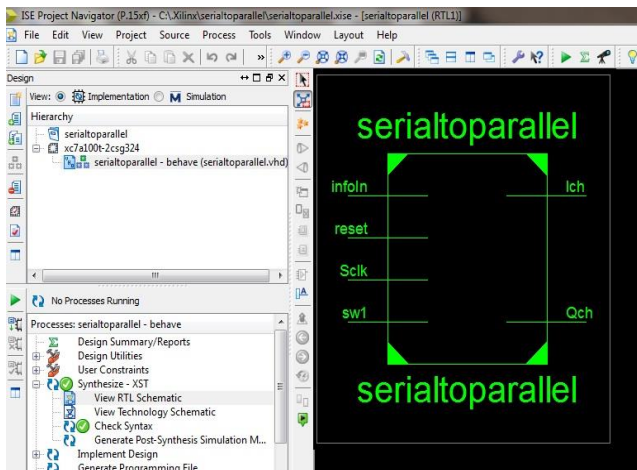 ISE Project Navigator (P.15xf) - C:\.Xilinx\serialtoparallel\serialtoparallel.xise - [serialtoparallel (RTL1)]
File Edit View Project Source Process Tools Window Layout Help
Design
View: Implementation Simulation
Hierarchy
serialtoparallel
xc7a100t-2csg324
serialtoparallel - behave (serialtoparallel.vhd)
No Processes Running
Processes: serialtoparallel - behave
Design Summary/Reports
Design Utilities
User Constraints
Synthesize - XST
View RTL Schematic
View Technology Schematic
Check Syntax
Generate Post-Synthesis Simulation M...
Implement Design
Generate Programming File
serialtoparallel
infoIn
Ich
reset
Sclk
sw1
Qch
serialtoparallel